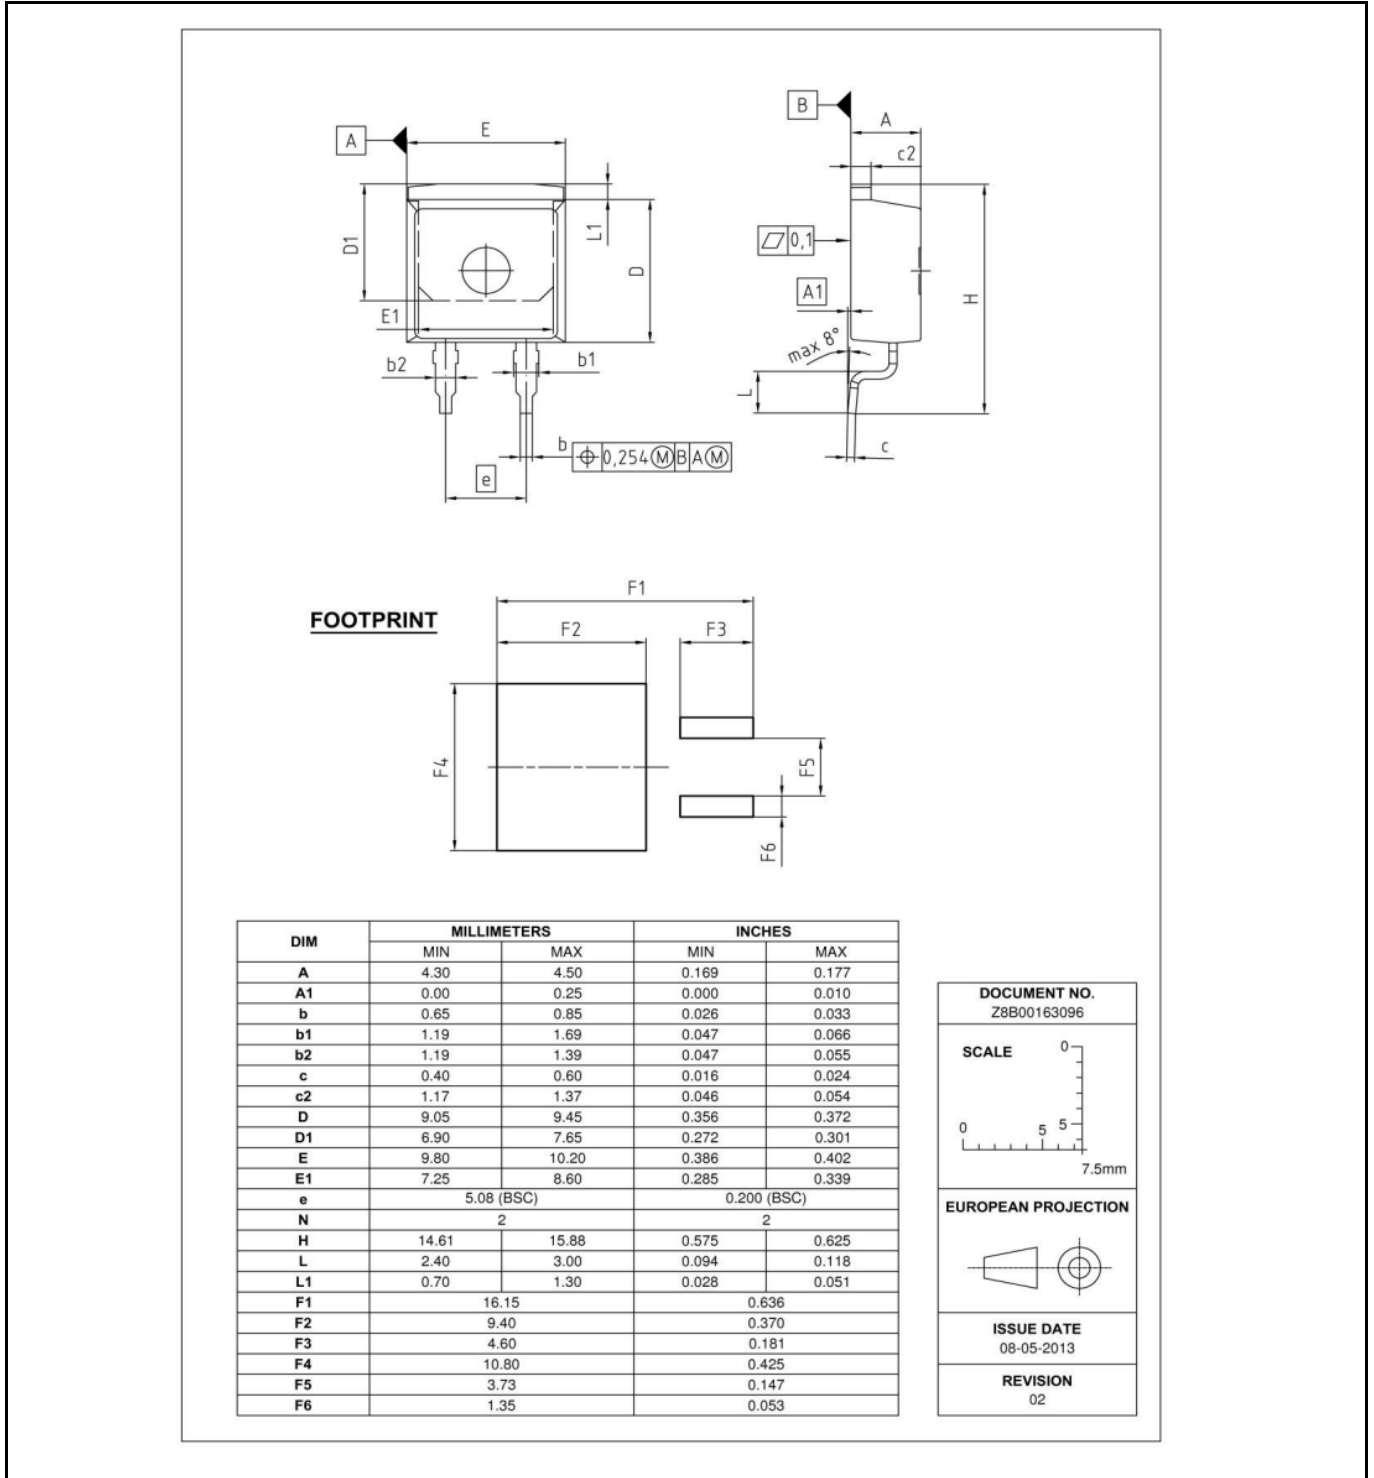 A
E
D1
L1
D
E1
b2
b1
b
0,254 Ⓜ B A Ⓜ
e
B
A
c2
0,1
A1
max 8°
H
L
c
FOOTPRINT
F1
F2
F3
F4
F5
F6
DIM MILLIMETERS INCHES
MIN MAX MIN MAX
A 4.30 4.50 0.169 0.177
A1 0.00 0.25 0.000 0.010
b 0.65 0.85 0.026 0.033
b1 1.19 1.69 0.047 0.066
b2 1.19 1.39 0.047 0.055
c 0.40 0.60 0.016 0.024
c2 1.17 1.37 0.046 0.054
D 9.05 9.45 0.356 0.372
D1 6.90 7.65 0.272 0.301
E 9.80 10.20 0.386 0.402
E1 7.25 8.60 0.285 0.339
e 5.08 (BSC) 0.200 (BSC)
N 2 2
H 14.61 15.88 0.575 0.625
L 2.40 3.00 0.094 0.118
L1 0.70 1.30 0.028 0.051
F1 16.15 0.636
F2 9.40 0.370
F3 4.60 0.181
F4 10.80 0.425
F5 3.73 0.147
F6 1.35 0.053
DOCUMENT NO.
Z8B00163096
SCALE
0
0 5 5
7.5mm
EUROPEAN PROJECTION
ISSUE DATE
08-05-2013
REVISION
02